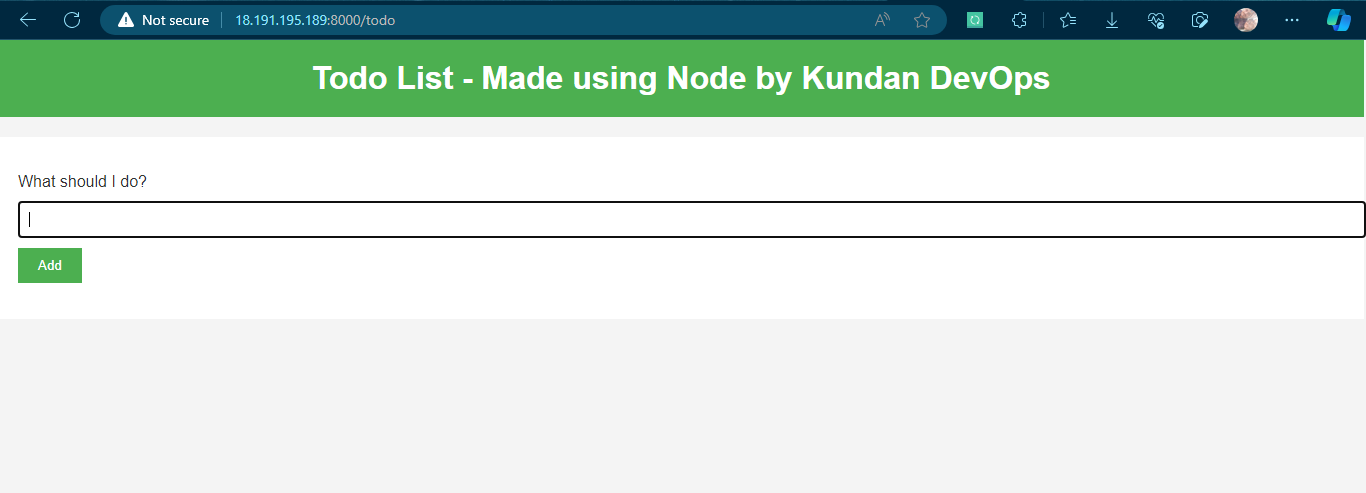 Not secure 18.191.195.189:8000/todo
Todo List - Made using Node by Kundan DevOps
What should I do?
Add